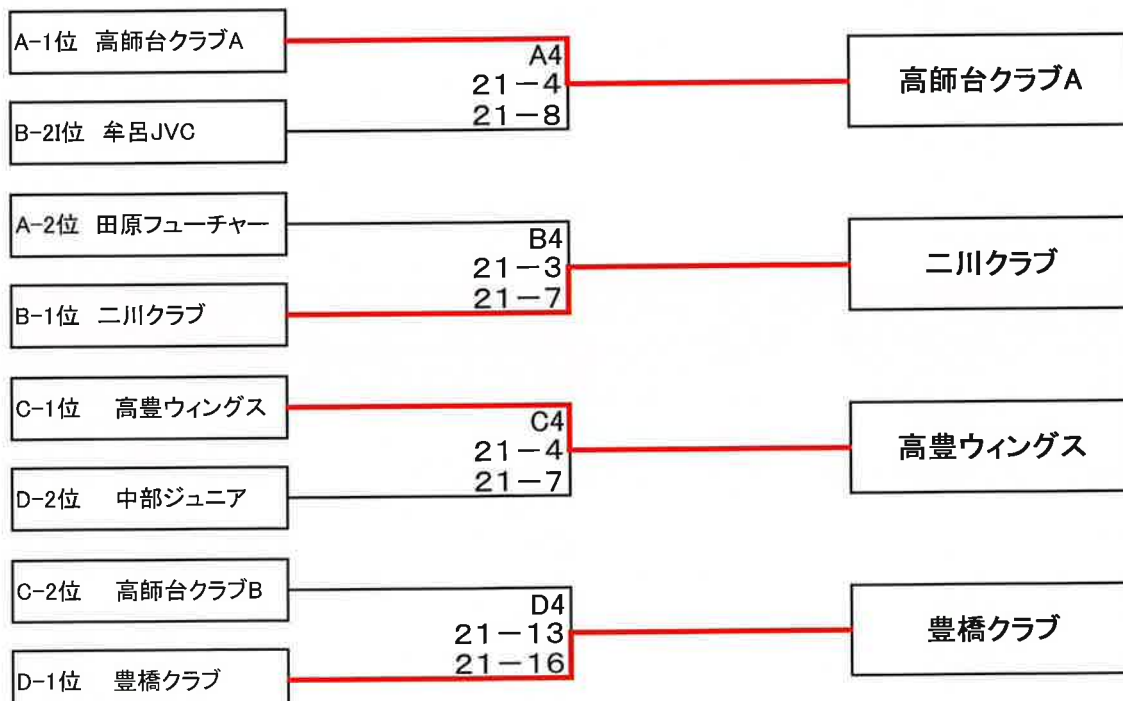 A-1位 高師台クラブA
A4
21-4
21-8
高師台クラブA
B-2I位 牟呂JVC
A-2位 田原フューチャー
B4
21-3
21-7
二川クラブ
B-1位 二川クラブ
C-1位 高豊ウィングス
C4
21-4
21-7
高豊ウィングス
D-2位 中部ジュニア
C-2位 高師台クラブB
D4
21-13
21-16
豊橋クラブ
D-1位 豊橋クラブ